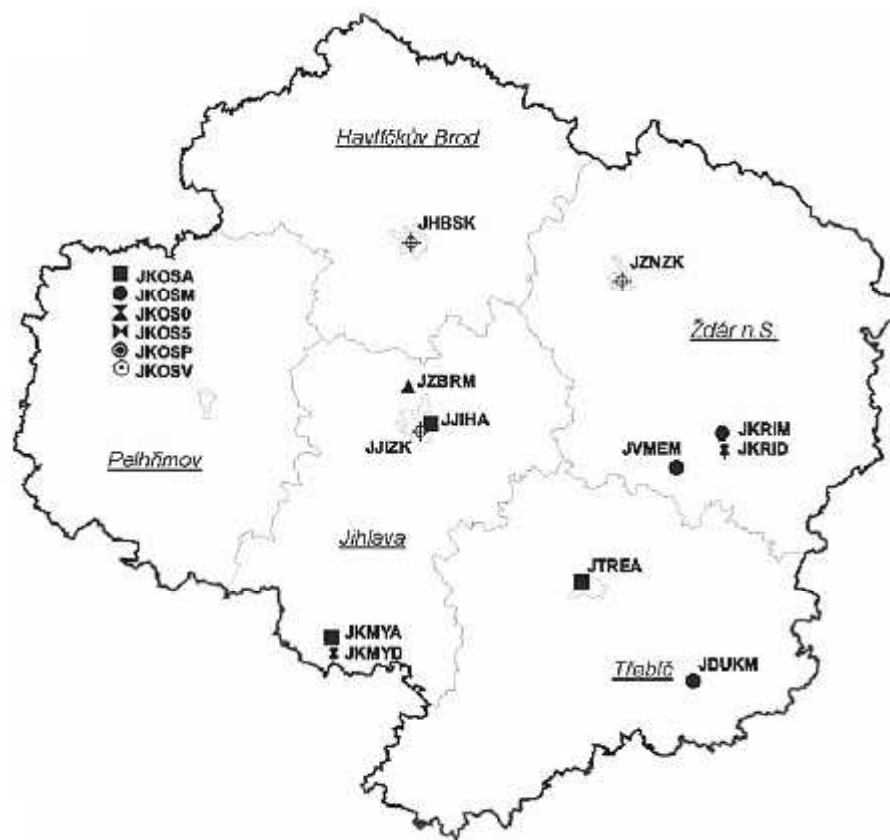 Havlíčkův Brod
JHBSK
JZNZK
JKOSA
JKOSM
JKOS0
JKOS5
JKOSP
JKOSV
Ždár n.S.
JZBRM
JJIHA
JJIZK
JKRIM
JKRID
JVMEM
Pelhřimov
Jihlava
JTREA
JKMYA
JKMYD
JDUKM
Třebíč